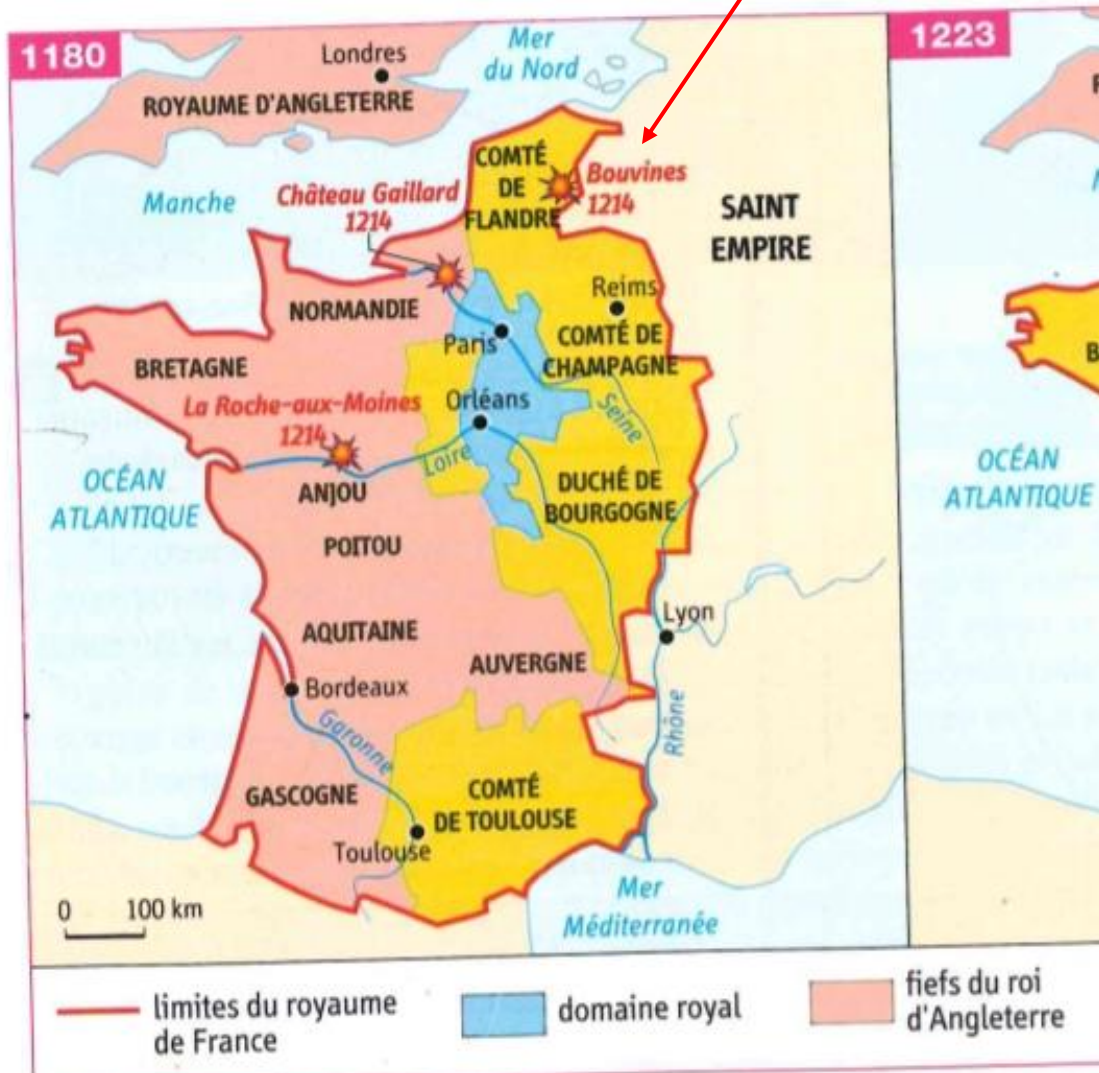 1180
Londres
ROYAUME D'ANGLETERRE
Mer
du Nord
Manche
Château Gaillard
1214
COMTÉ
DE
FLANDRE
Bouvines
1214
SAINT
EMPIRE
NORMANDIE
BRETAGNE
Paris
Reims
COMTÉ DE
CHAMPAGNE
La Roche-aux-Moines
1214
Orléans
Seine
Loire
OCÉAN
ATLANTIQUE
ANJOU
POITOU
DUCHÉ DE
BOURGOGNE
AQUITAINE
AUVERGNE
Lyon
Bordeaux
Garonne
Rhône
GASCOGNE
COMTÉ
DE TOULOUSE
Toulouse
0 100 km
Mer
Méditerranée
1223
OCÉAN
ATLANTIQUE
B
limites du royaume
de France
domaine royal
fiefs du roi
d'Angleterre